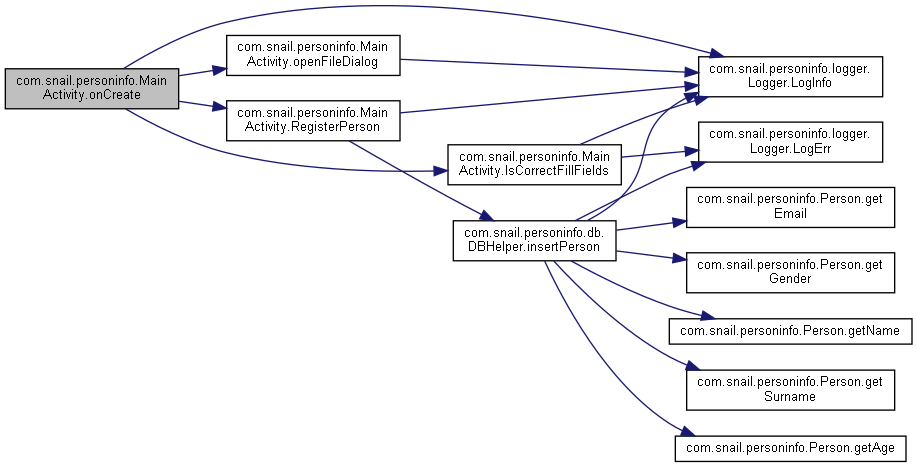 com.snail.personinfo.Main
Activity.onCreate
com.snail.personinfo.Main
Activity.openFileDialog
com.snail.personinfo.Main
Activity.RegisterPerson
com.snail.personinfo.Main
Activity.IsCorrectFillFields
com.snail.personinfo.db.
DBHelper.insertPerson
com.snail.personinfo.logger.
Logger.LogInfo
com.snail.personinfo.logger.
Logger.LogErr
com.snail.personinfo.Person.get
Email
com.snail.personinfo.Person.get
Gender
com.snail.personinfo.Person.getName
com.snail.personinfo.Person.get
Surname
com.snail.personinfo.Person.getAge